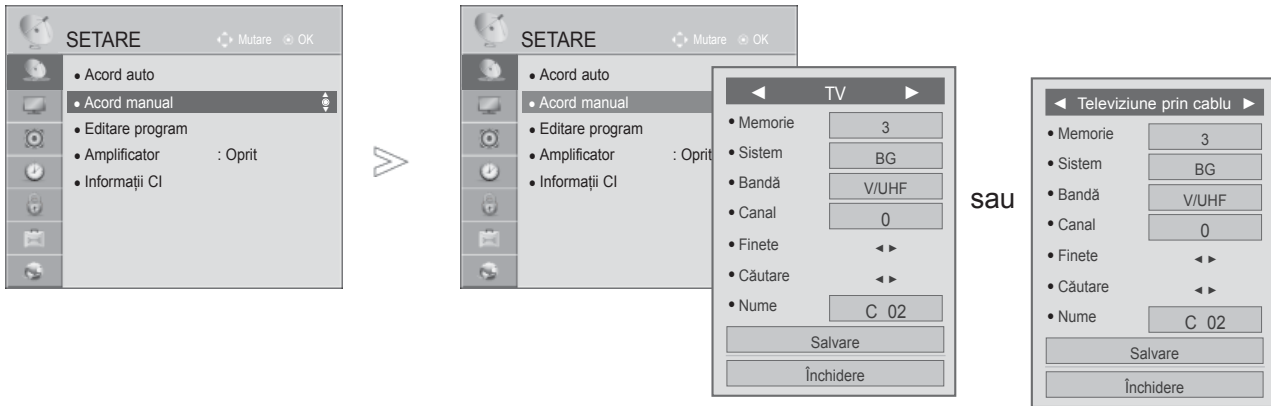 SETARE
Mutare OK
• Acord auto
• Acord manual
• Editare program
• Amplificator : Oprit
• Informații CI
SETARE
Mutare OK
• Acord auto
• Acord manual
• Editare program
• Amplificator : Oprit
• Informații CI
◄ TV ►
• Memorie 3
• Sistem BG
• Bandă V/UHF
• Canal 0
• Finete ◄ ►
• Căutare ◄ ►
• Nume C 02
Salvare
Închidere
sau
◄ Televiziune prin cablu ►
• Memorie 3
• Sistem BG
• Bandă V/UHF
• Canal 0
• Finete ◄ ►
• Căutare ◄ ►
• Nume C 02
Salvare
Închidere